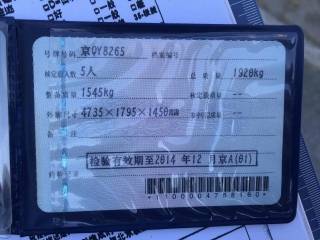 号牌号码 京QY8265 档案编号
核定载人数 5人 总质量 1920kg
整备质量 1545kg 核定载质量 --
外廓尺寸 4735×1795×1450mm 准牵引总质量 --
检验有效期至2014年12月京A(01)
*1100004758160*